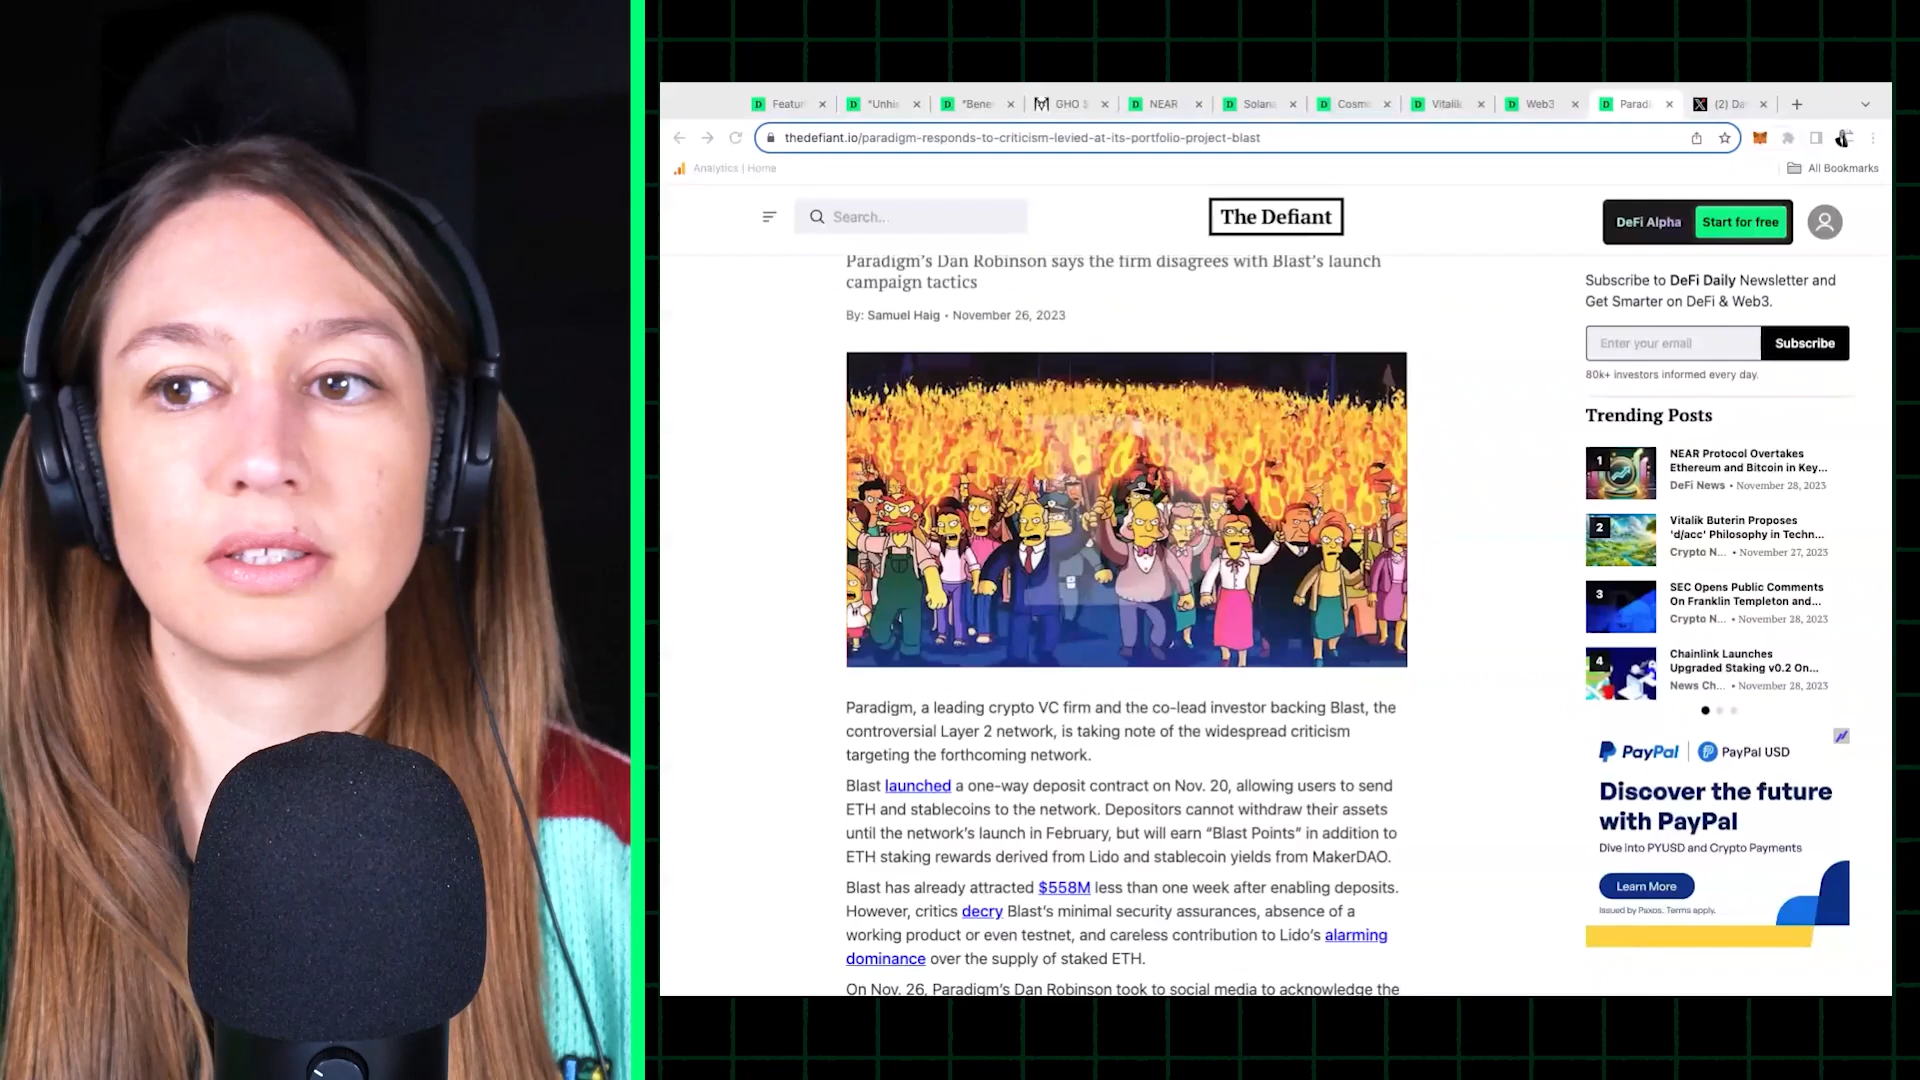 Featur
"Unhis
"Bene
GHO
NEAR
Solana
Cosmo
Vitalik
Web3
Paradi
(2) Da
thedefiant.io/paradigm-responds-to-criticism-levied-at-its-portfolio-project-blast
Analytics | Home
All Bookmarks
Search...
The Defiant
DeFi Alpha
Start for free
Paradigm's Dan Robinson says the firm disagrees with Blast's launch
campaign tactics
By: Samuel Haig • November 26, 2023
Paradigm, a leading crypto VC firm and the co-lead investor backing Blast, the
controversial Layer 2 network, is taking note of the widespread criticism
targeting the forthcoming network.
Blast launched a one-way deposit contract on Nov. 20, allowing users to send
ETH and stablecoins to the network. Depositors cannot withdraw their assets
until the network's launch in February, but will earn “Blast Points” in addition to
ETH staking rewards derived from Lido and stablecoin yields from MakerDAO.
Blast has already attracted $558M less than one week after enabling deposits.
However, critics decry Blast's minimal security assurances, absence of a
working product or even testnet, and careless contribution to Lido's alarming
dominance over the supply of staked ETH.
On Nov. 26, Paradigm's Dan Robinson took to social media to acknowledge the
Subscribe to DeFi Daily Newsletter and
Get Smarter on DeFi & Web3.
Enter your email
Subscribe
80k+ investors informed every day.
Trending Posts
1
NEAR Protocol Overtakes
Ethereum and Bitcoin in Key...
DeFi News • November 28, 2023
2
Vitalik Buterin Proposes
'd/acc' Philosophy in Techn...
Crypto N... • November 27, 2023
3
SEC Opens Public Comments
On Franklin Templeton and...
Crypto N... • November 28, 2023
4
Chainlink Launches
Upgraded Staking v0.2 On...
News Ch... • November 28, 2023
PayPal | PayPal USD
Discover the future
with PayPal
Dive into PYUSD and Crypto Payments
Learn More
Issued by Paxos. Terms apply.